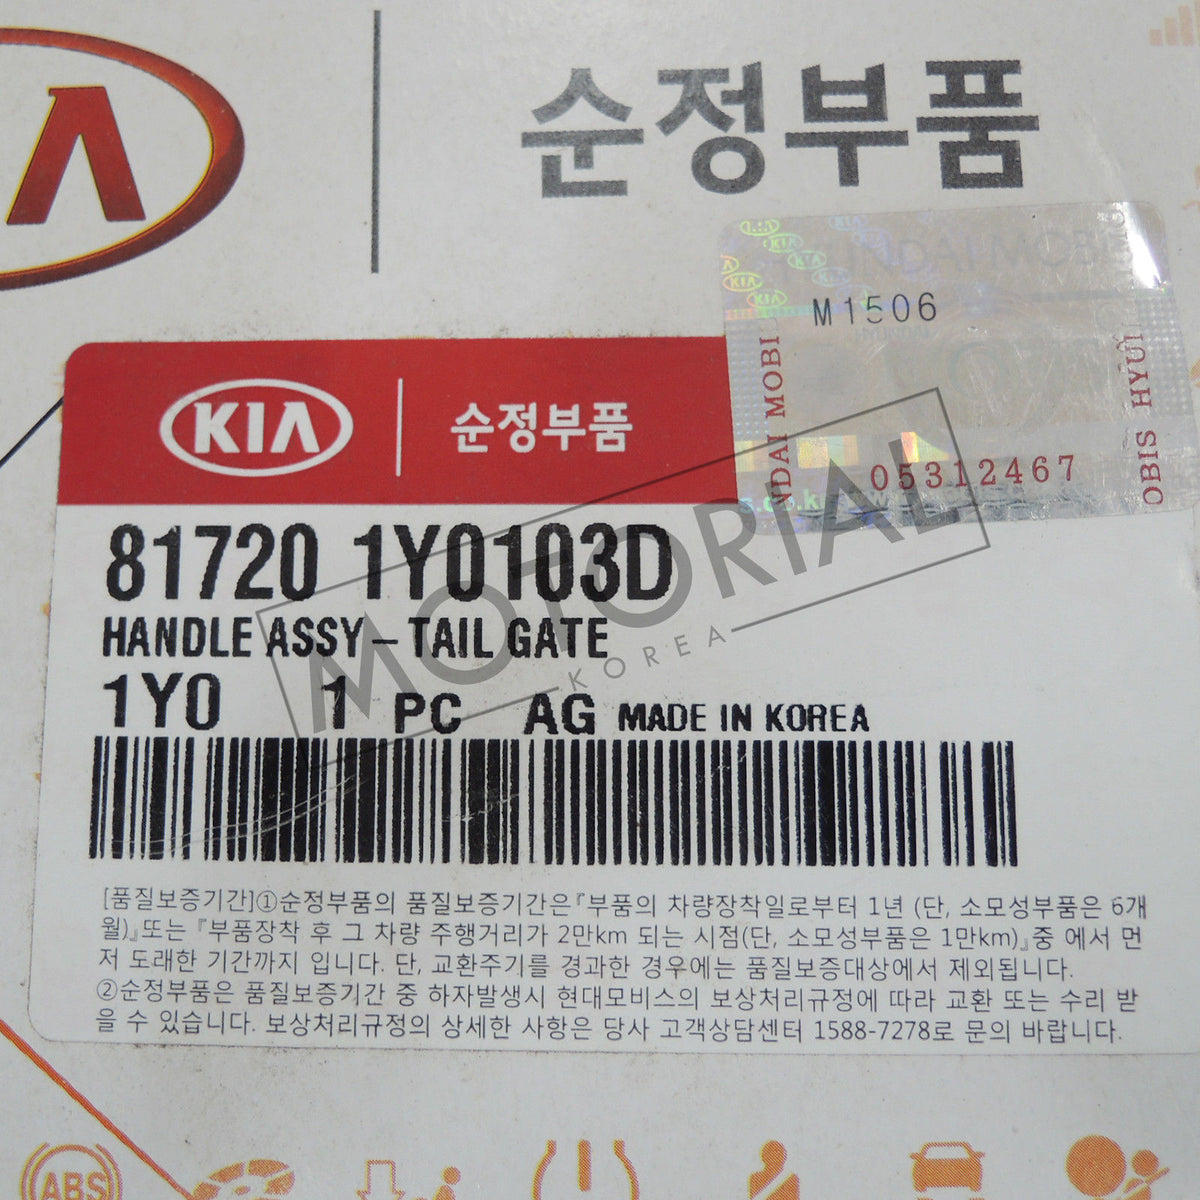 순정부품
KIA
KIA
KIA
KIA
KIA
M1506
NDAI MOBI
OBIS HYU
05312467
KIA 순정부품
81720 1Y0103D
HANDLE ASSY-TAIL GATE
1Y0 1 PC AG MADE IN KOREA
MOTORIAL
KOREA
[품질보증기간]①순정부품의 품질보증기간은『부품의 차량장착일로부터 1년 (단, 소모성부품은 6개
월)』또는 『부품장착 후 그 차량 주행거리가 2만km 되는 시점(단, 소모성부품은 1만km)』중 에서 먼
저 도래한 기간까지 입니다. 단, 교환주기를 경과한 경우에는 품질보증대상에서 제외됩니다.
②순정부품은 품질보증기간 중 하자발생시 현대모비스의 보상처리규정에 따라 교환 또는 수리 받
을 수 있습니다. 보상처리규정의 상세한 사항은 당사 고객상담센터 1588-7278로 문의 바랍니다.
ABS